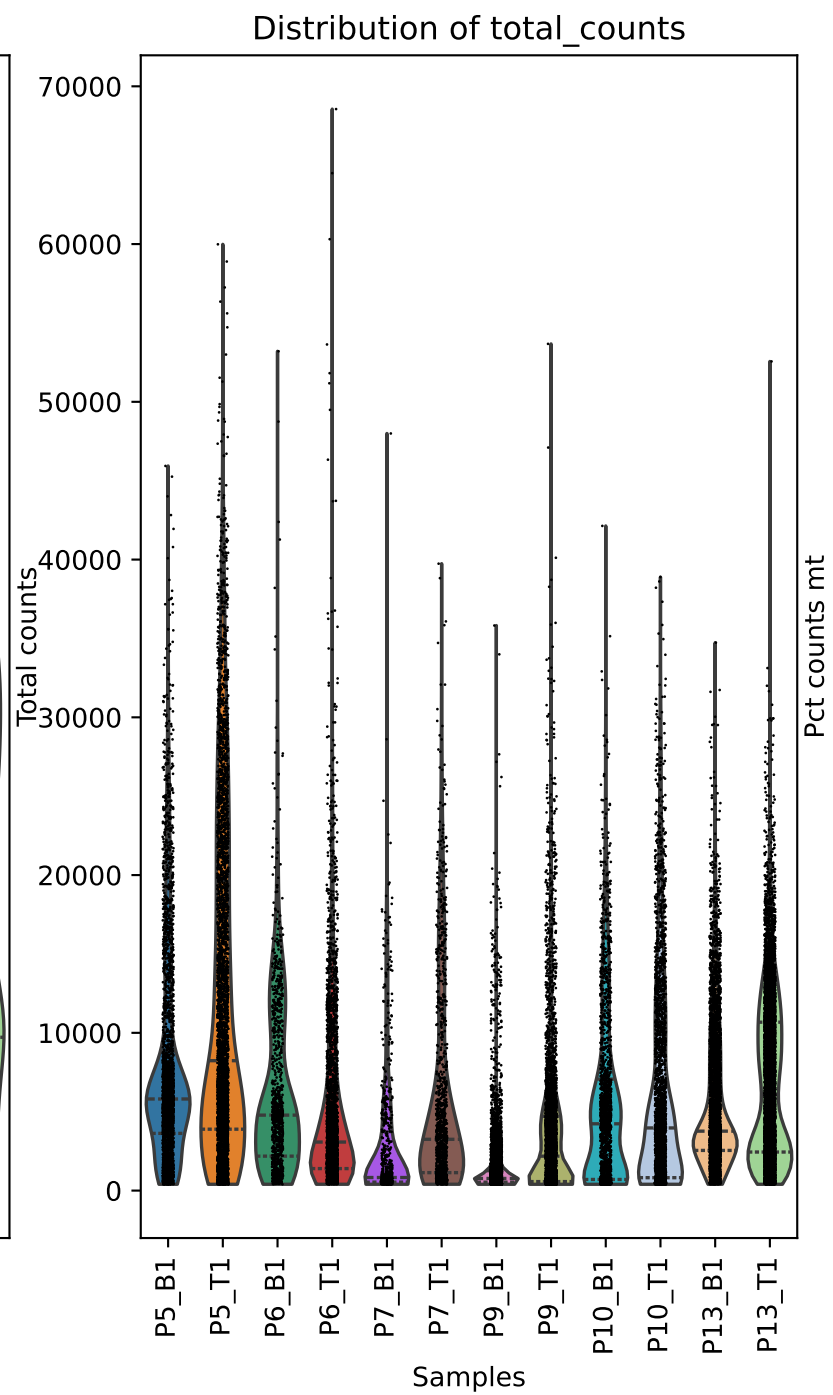 Distribution of total_counts
70000
60000
50000
40000
30000
20000
10000
0
Total counts
Pct counts mt
P5_B1
P5_T1
P6_B1
P6_T1
P7_B1
P7_T1
P9_B1
P9_T1
P10_B1
P10_T1
P13_B1
P13_T1
Samples